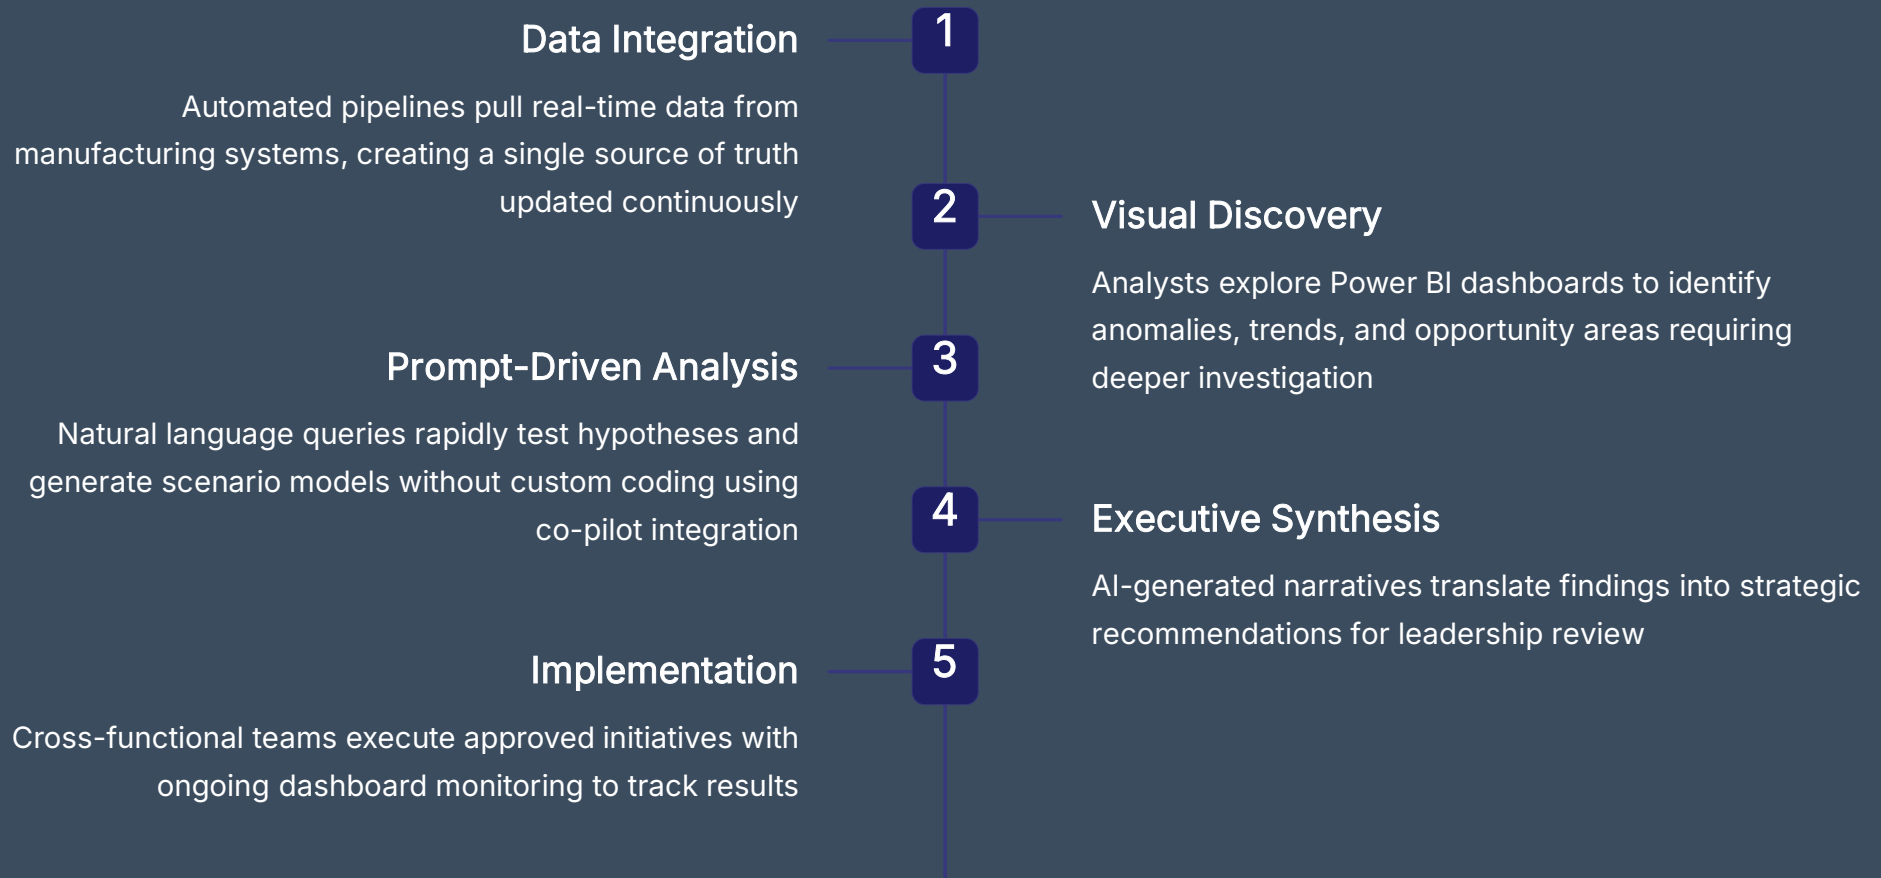 1
Data Integration
Automated pipelines pull real-time data from
manufacturing systems, creating a single source of truth
updated continuously
2
Visual Discovery
Analysts explore Power BI dashboards to identify
anomalies, trends, and opportunity areas requiring
deeper investigation
3
Prompt-Driven Analysis
Natural language queries rapidly test hypotheses and
generate scenario models without custom coding using
co-pilot integration
4
Executive Synthesis
AI-generated narratives translate findings into strategic
recommendations for leadership review
5
Implementation
Cross-functional teams execute approved initiatives with
ongoing dashboard monitoring to track results